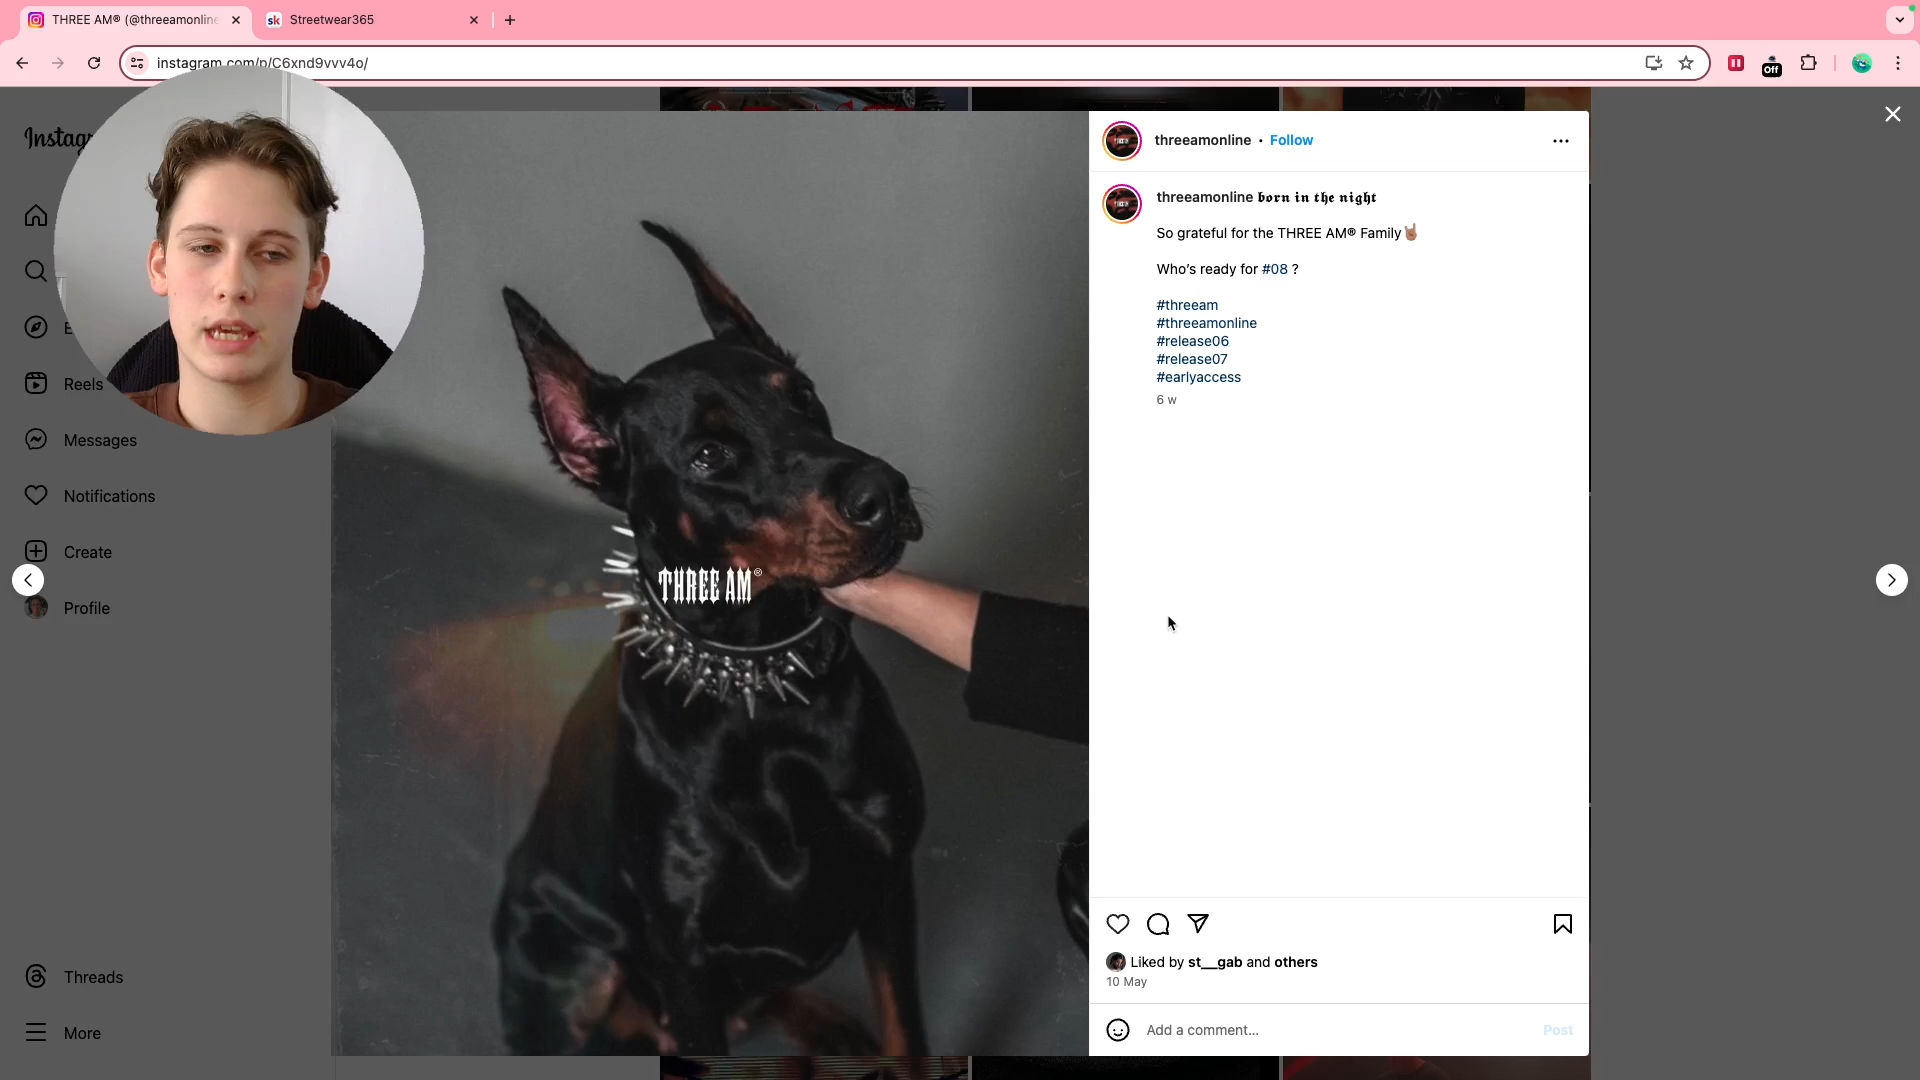 THREE AM® (@threeamonline
sk Streetwear365
instagram.com/p/C6xnd9vvv4o/
Off
Instag
threeamonline • Follow
threeamonline 𝖇𝖔𝖗𝖓 𝖎𝖓 𝖙𝖍𝖊 𝖓𝖎𝖌𝖍𝖙
So grateful for the THREE AM® Family🤘🏽
Who's ready for #08 ?
#threeam
#threeamonline
#release06
#release07
#earlyaccess
6 w
E
Reels
Messages
Notifications
Create
Profile
Threads
More
THREE AM®
Liked by st__gab and others
10 May
Add a comment...
Post